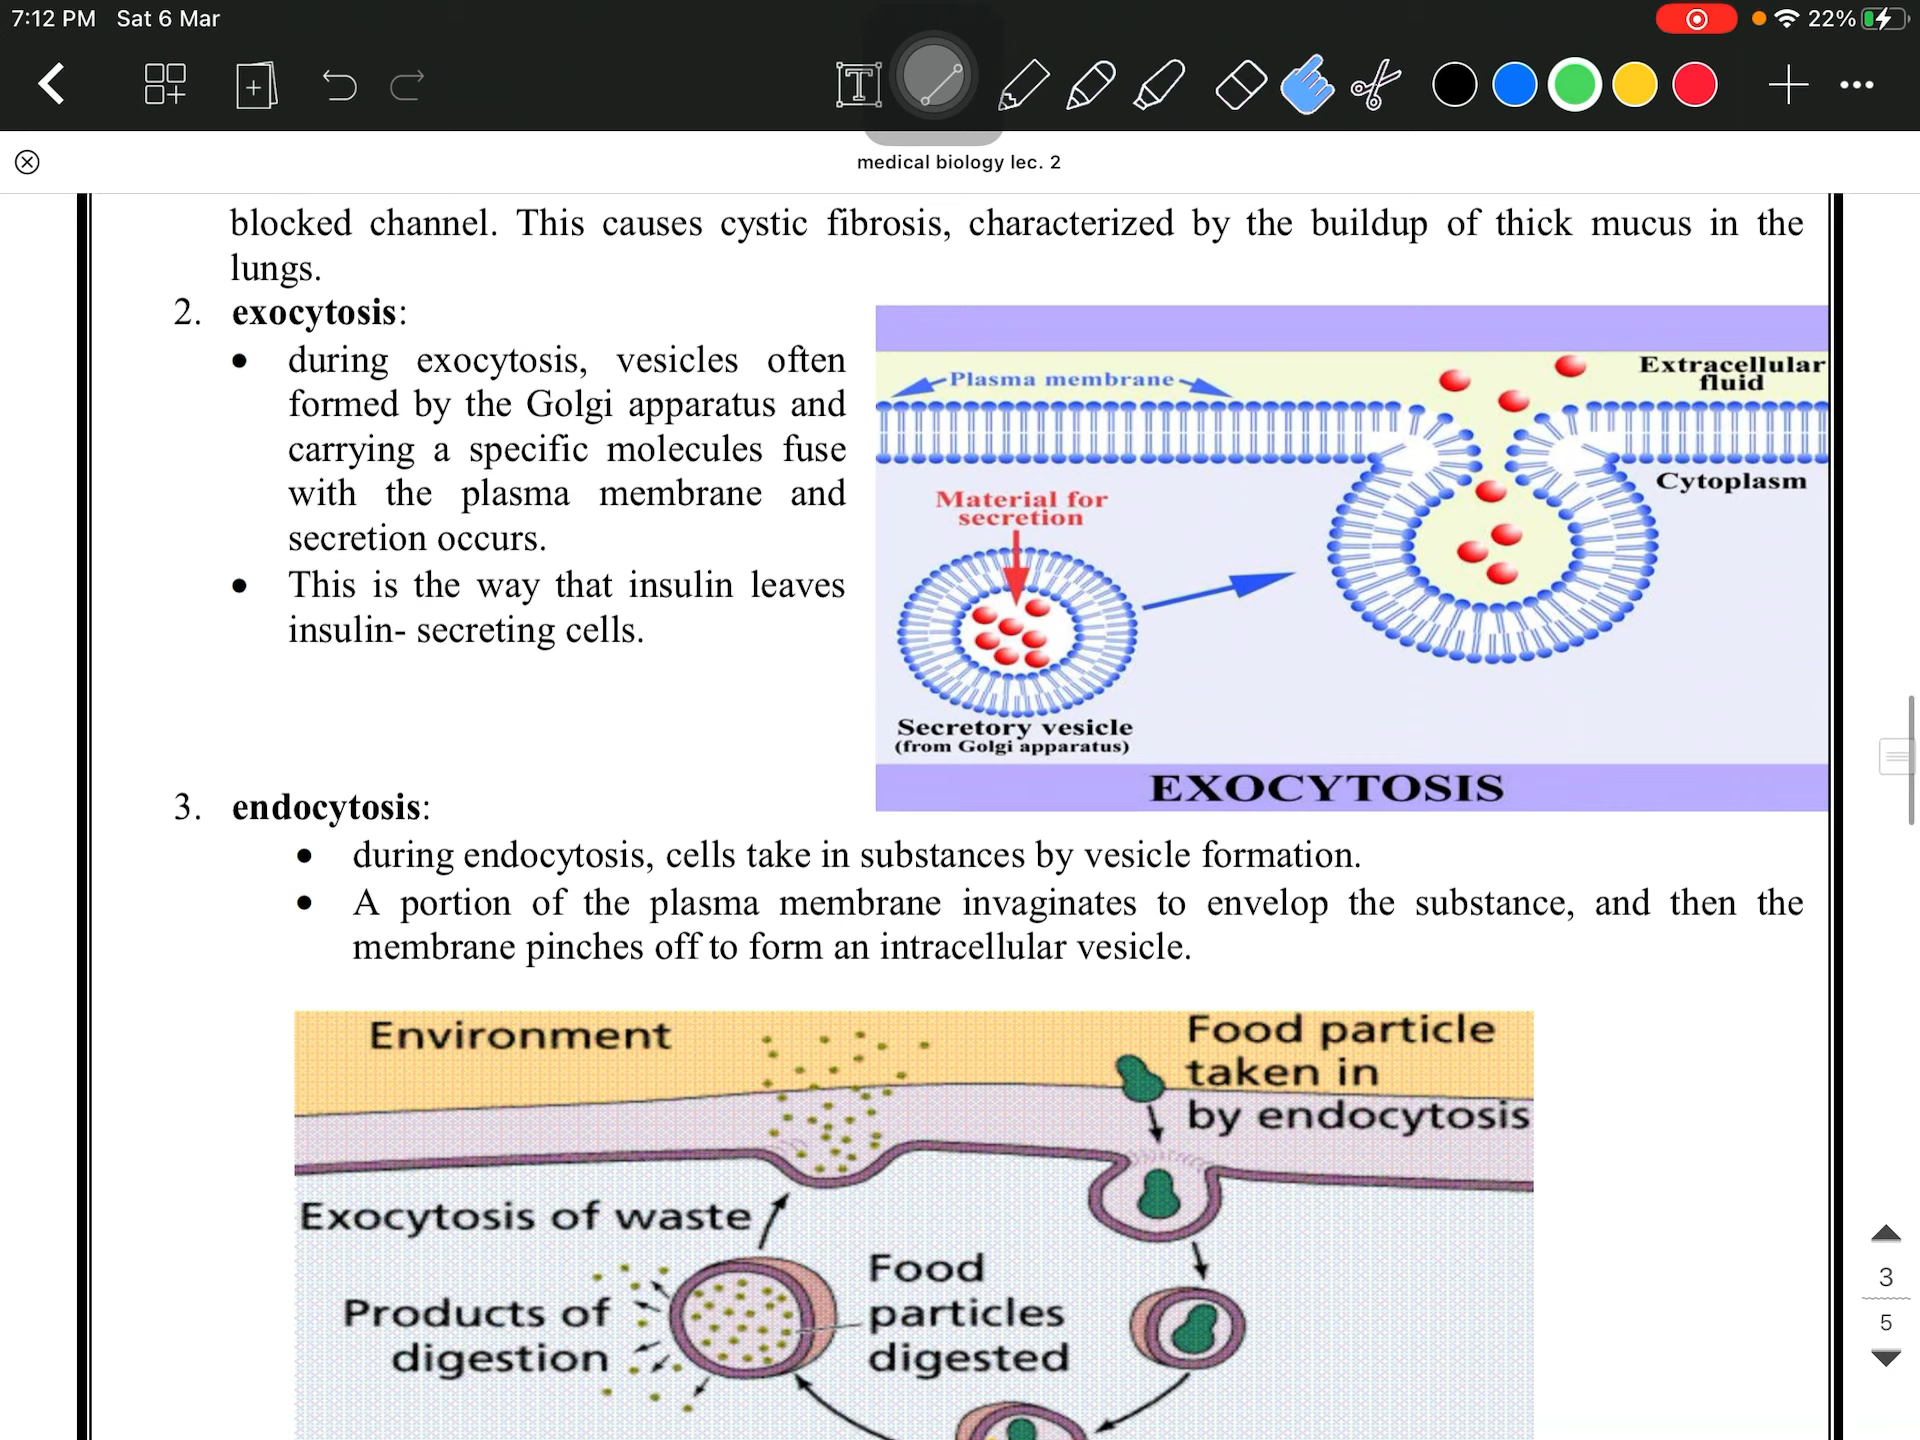 7:12 PM Sat 6 Mar
22%
T
medical biology lec. 2
blocked channel. This causes cystic fibrosis, characterized by the buildup of thick mucus in the
lungs.
2. exocytosis:
• during exocytosis, vesicles often
formed by the Golgi apparatus and
carrying a specific molecules fuse
with the plasma membrane and
secretion occurs.
• This is the way that insulin leaves
insulin- secreting cells.
Plasma membrane
Extracellular
fluid
Cytoplasm
Material for
secretion
Secretory vesicle
(from Golgi apparatus)
EXOCYTOSIS
3. endocytosis:
• during endocytosis, cells take in substances by vesicle formation.
• A portion of the plasma membrane invaginates to envelop the substance, and then the
membrane pinches off to form an intracellular vesicle.
Environment
Food particle
taken in
by endocytosis
Exocytosis of waste
Food
particles
digested
Products of
digestion
3
5